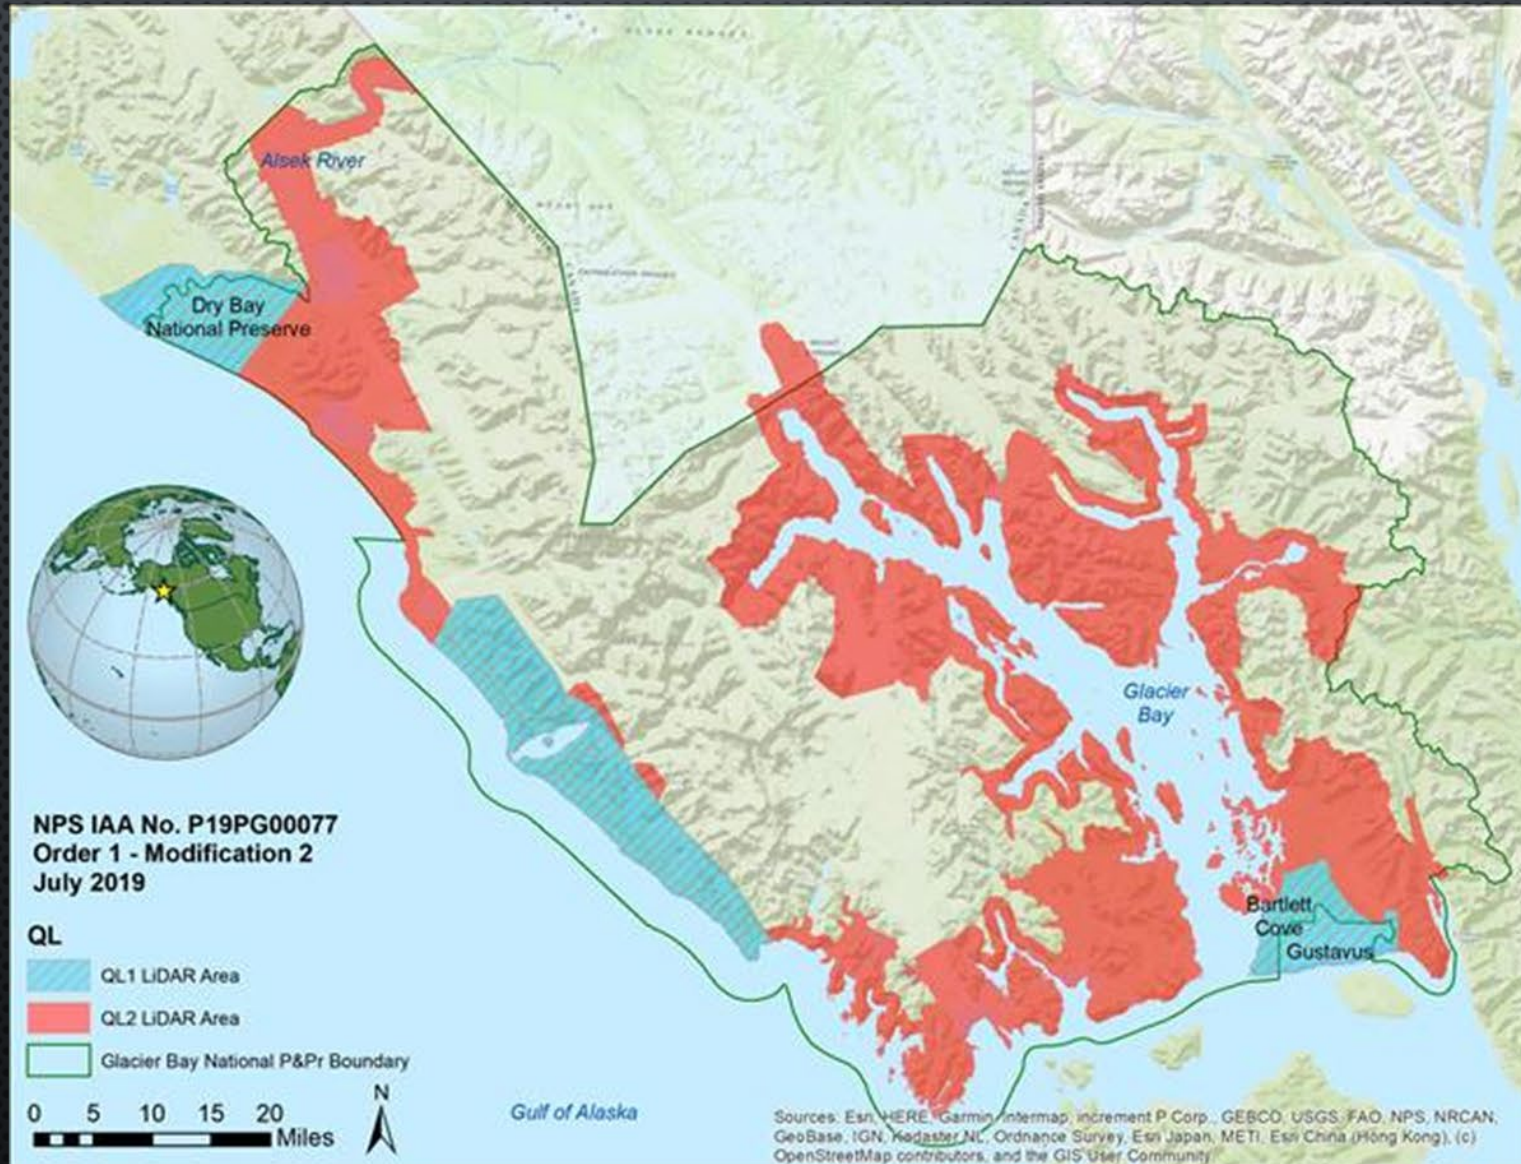 Alsek River
Dry Bay
National Preserve
Glacier
Bay
Bartlett
Cove
Gustavus
NPS IAA No. P19PG00077
Order 1 - Modification 2
July 2019
QL
QL1 LiDAR Area
QL2 LiDAR Area
Glacier Bay National P&Pr Boundary
N
0 5 10 15 20
Miles
Gulf of Alaska
Sources: Esri, HERE, Garmin, Intermap, increment P Corp., GEBCO, USGS, FAO, NPS, NRCAN,
GeoBase, IGN, Kadaster NL, Ordnance Survey, Esri Japan, METI, Esri China (Hong Kong), (c)
OpenStreetMap contributors, and the GIS User Community